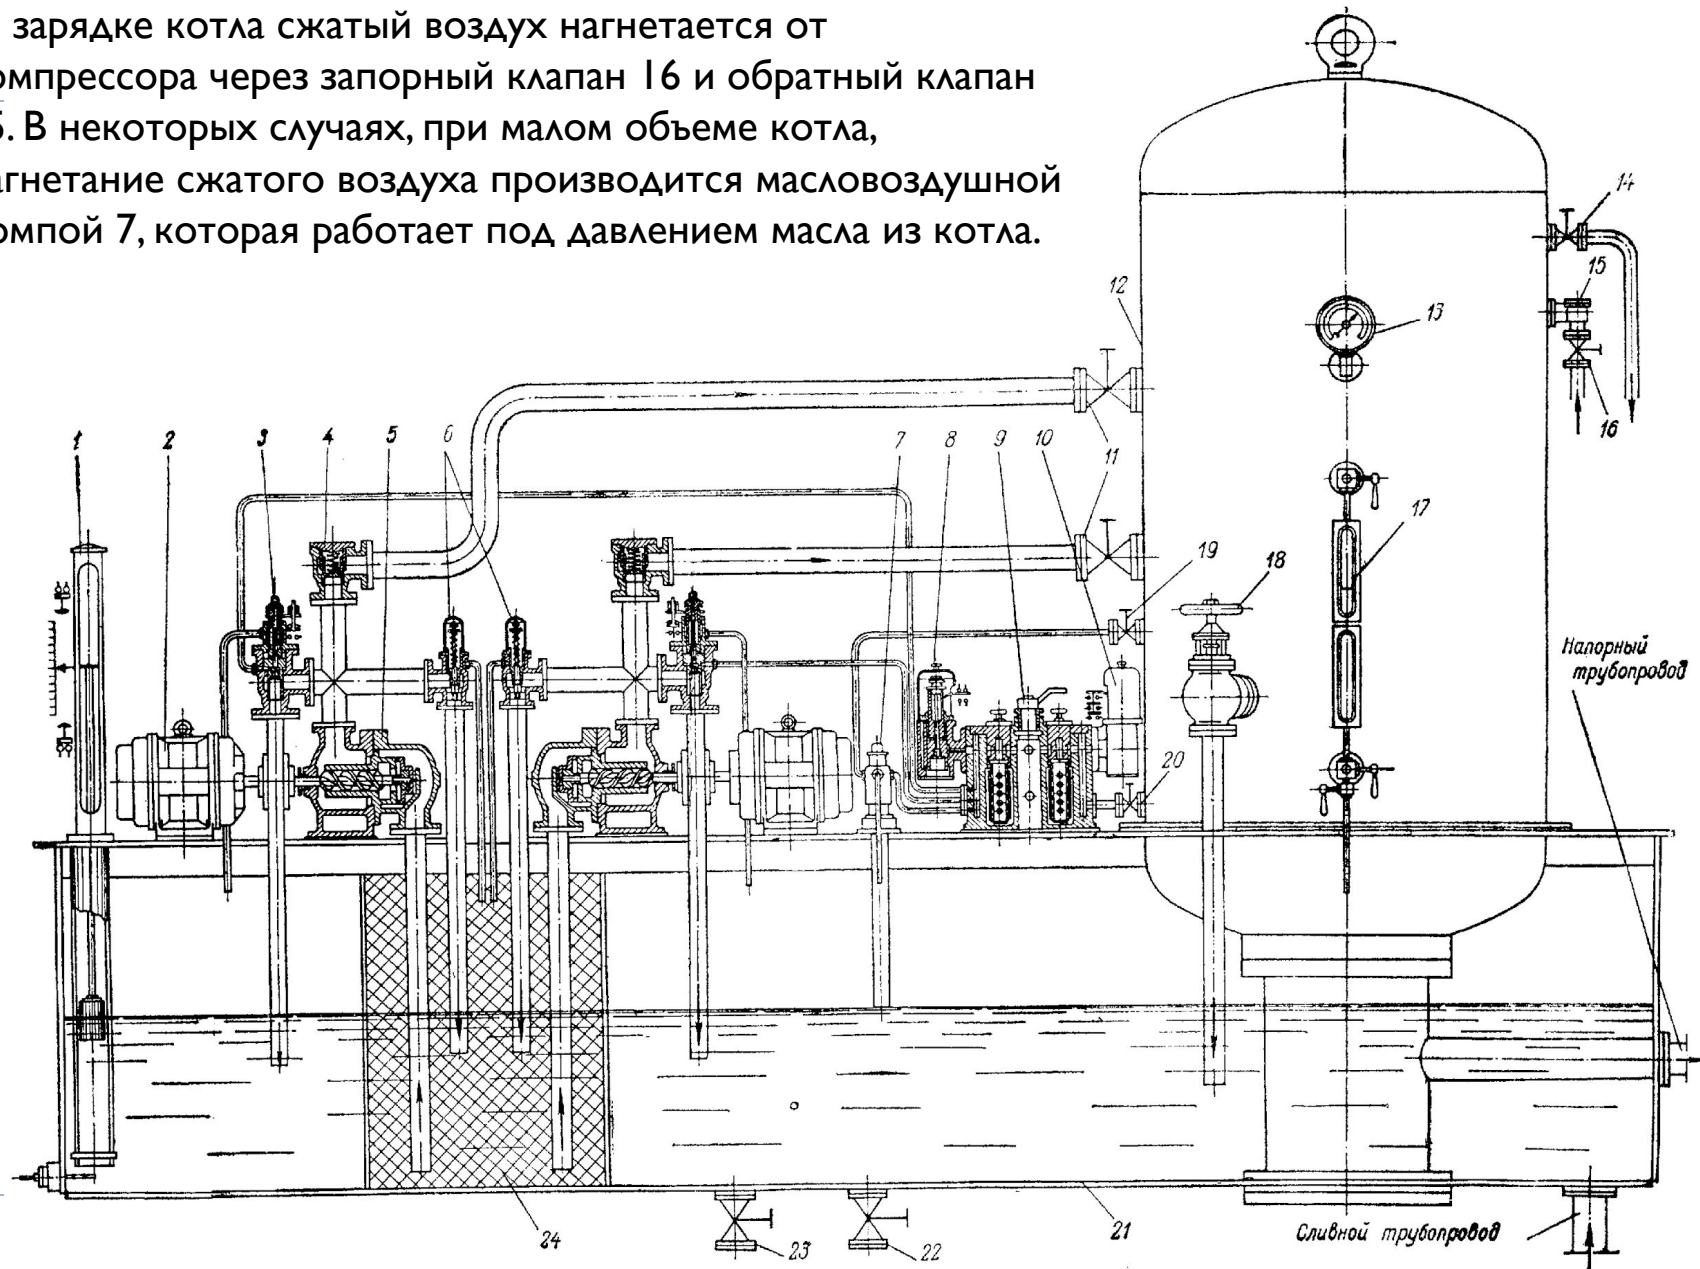 зарядке котла сжатый воздух нагнетается от
омпрессора через запорный клапан 16 и обратный клапан
5. В некоторых случаях, при малом объеме котла,
агнетание сжатого воздуха производится масловоздушной
омпой 7, которая работает под давлением масла из котла.
14
15
12
13
16
1 2 3 4 5 6 7 8 9 10 11
17
19
18
Напорный
трубопровод
20
24
23
22
21
Сливной трубопровод